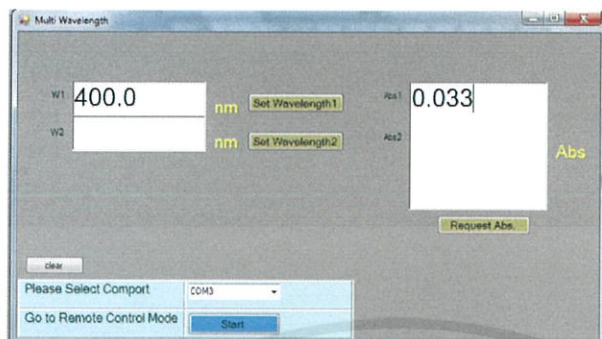 Multi Wavelength
W1 400.0 nm Set Wavelength1 Abs1 0.033
W2 nm Set Wavelength2 Abs2
Abs
Request Abs.
clear
Please Select Comport COM3
Go to Remote Control Mode Start